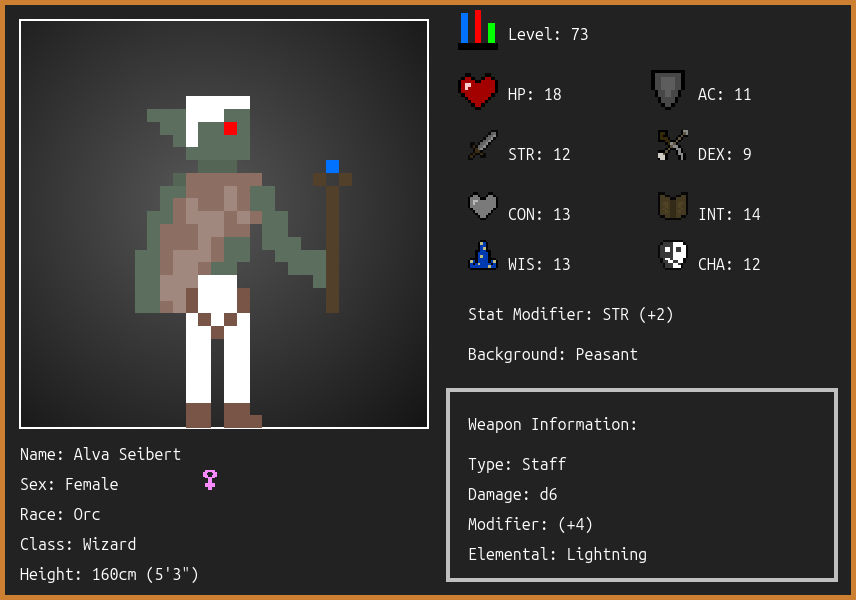 Level: 73
HP: 18
AC: 11
STR: 12
DEX: 9
CON: 13
INT: 14
WIS: 13
CHA: 12
Stat Modifier: STR (+2)
Background: Peasant
Weapon Information:
Type: Staff
Damage: d6
Modifier: (+4)
Elemental: Lightning
Name: Alva Seibert
Sex: Female
Race: Orc
Class: Wizard
Height: 160cm (5'3")